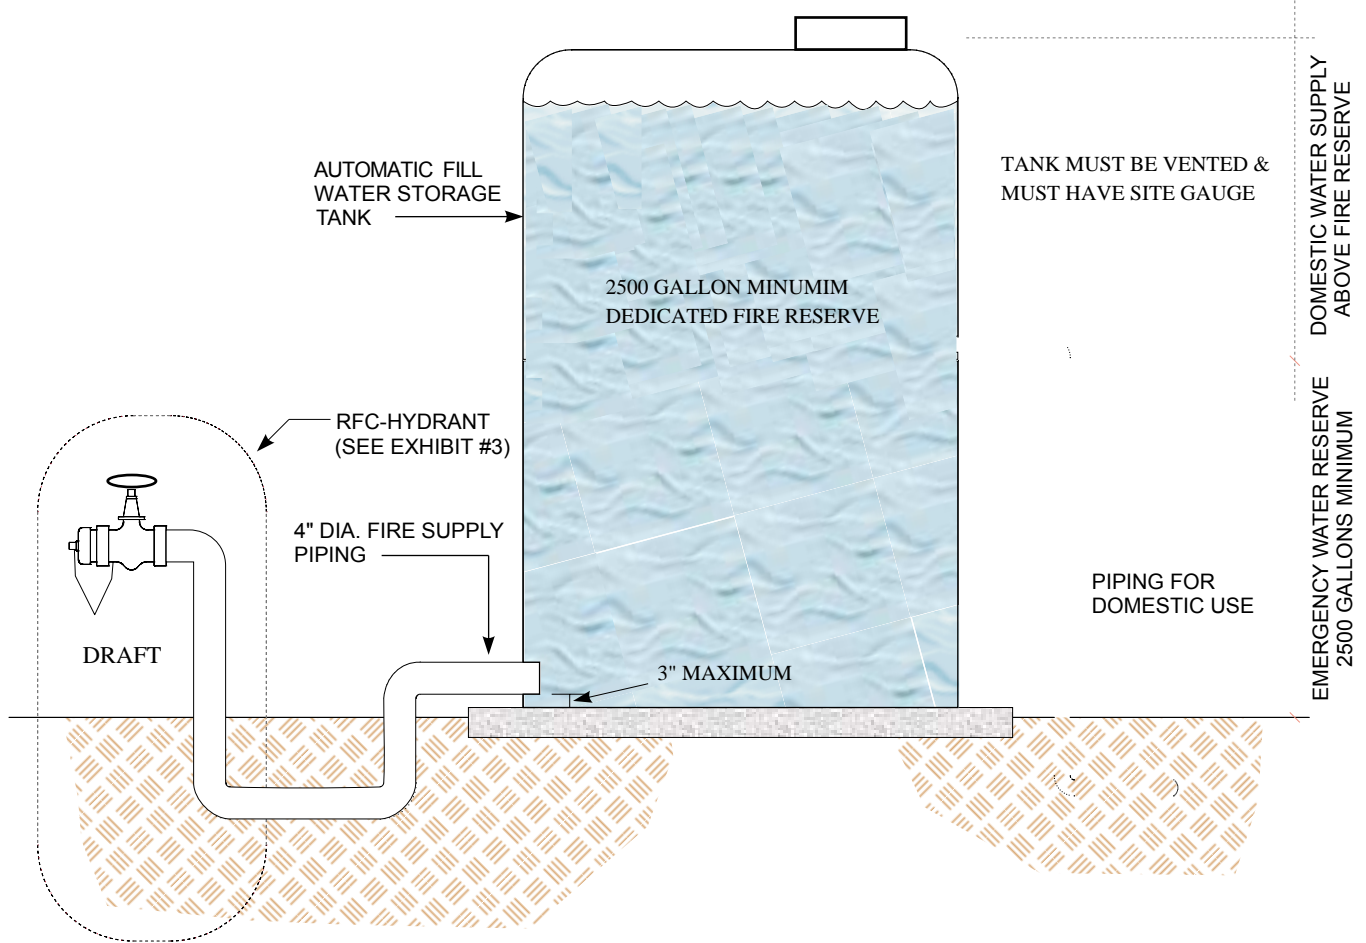 AUTOMATIC FILL
WATER STORAGE
TANK
TANK MUST BE VENTED &
MUST HAVE SITE GAUGE
DOMESTIC WATER SUPPLY
ABOVE FIRE RESERVE
2500 GALLON MINUMIM
DEDICATED FIRE RESERVE
RFC-HYDRANT
(SEE EXHIBIT #3)
4" DIA. FIRE SUPPLY
PIPING
EMERGENCY WATER RESERVE
2500 GALLONS MINIMUM
PIPING FOR
DOMESTIC USE
DRAFT
3" MAXIMUM